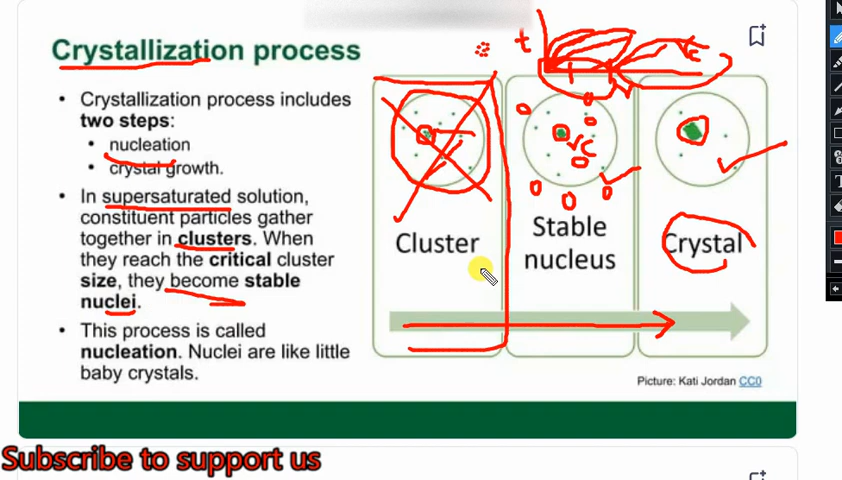 Crystallization process
• Crystallization process includes
two steps:
• nucleation
• crystal growth.
• In supersaturated solution,
constituent particles gather
together in clusters. When
they reach the critical cluster
size, they become stable
nuclei.
• This process is called
nucleation. Nuclei are like little
baby crystals.
t
Cluster
Stable
nucleus
Crystal
Picture: Kati Jordan CC0
Subscribe to support us